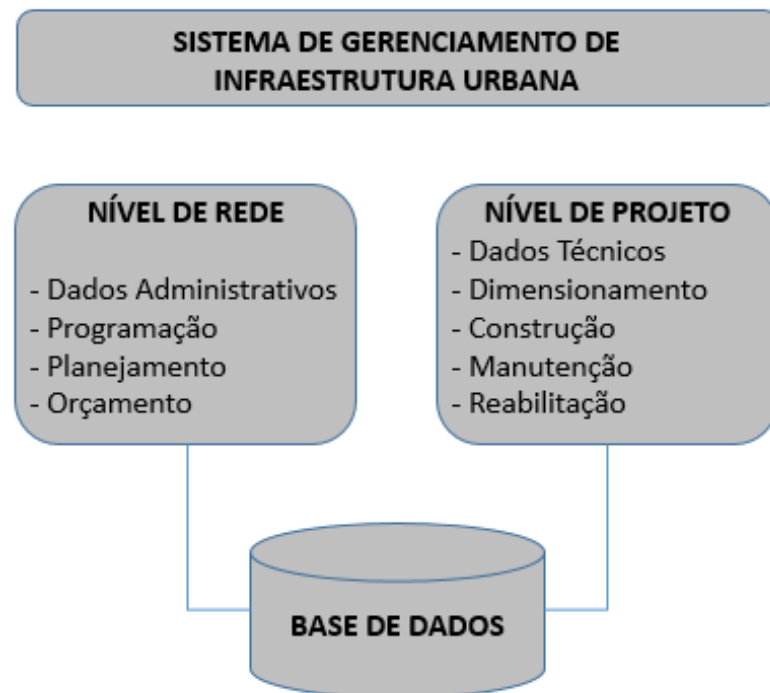 SISTEMA DE GERENCIAMENTO DE
INFRAESTRUTURA URBANA
NÍVEL DE REDE
- Dados Administrativos
- Programação
- Planejamento
- Orçamento
NÍVEL DE PROJETO
- Dados Técnicos
- Dimensionamento
- Construção
- Manutenção
- Reabilitação
BASE DE DADOS